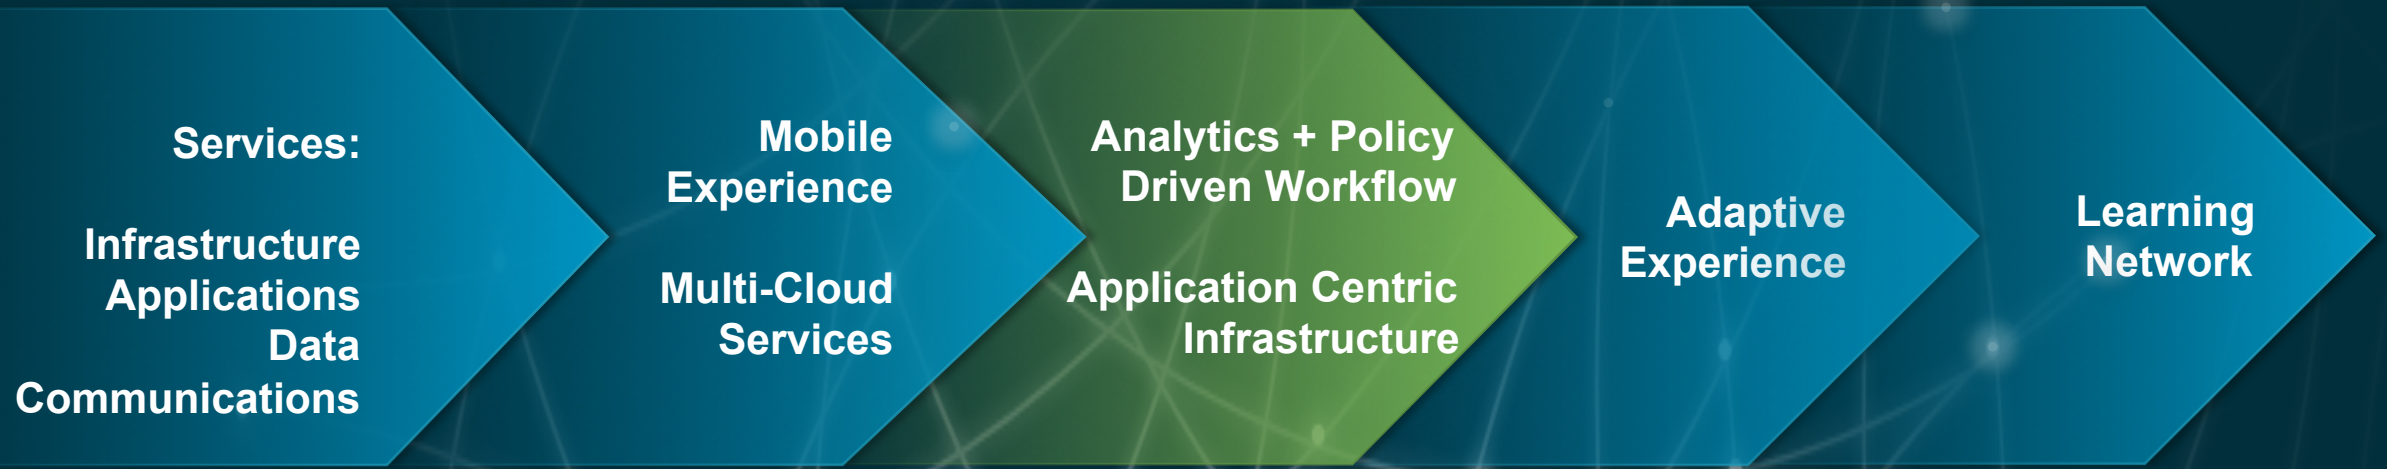 Services:
Infrastructure
Applications
Data
Communications
Mobile
Experience
Multi-Cloud
Services
Analytics + Policy
Driven Workflow
Application Centric
Infrastructure
Adaptive
Experience
Learning
Network